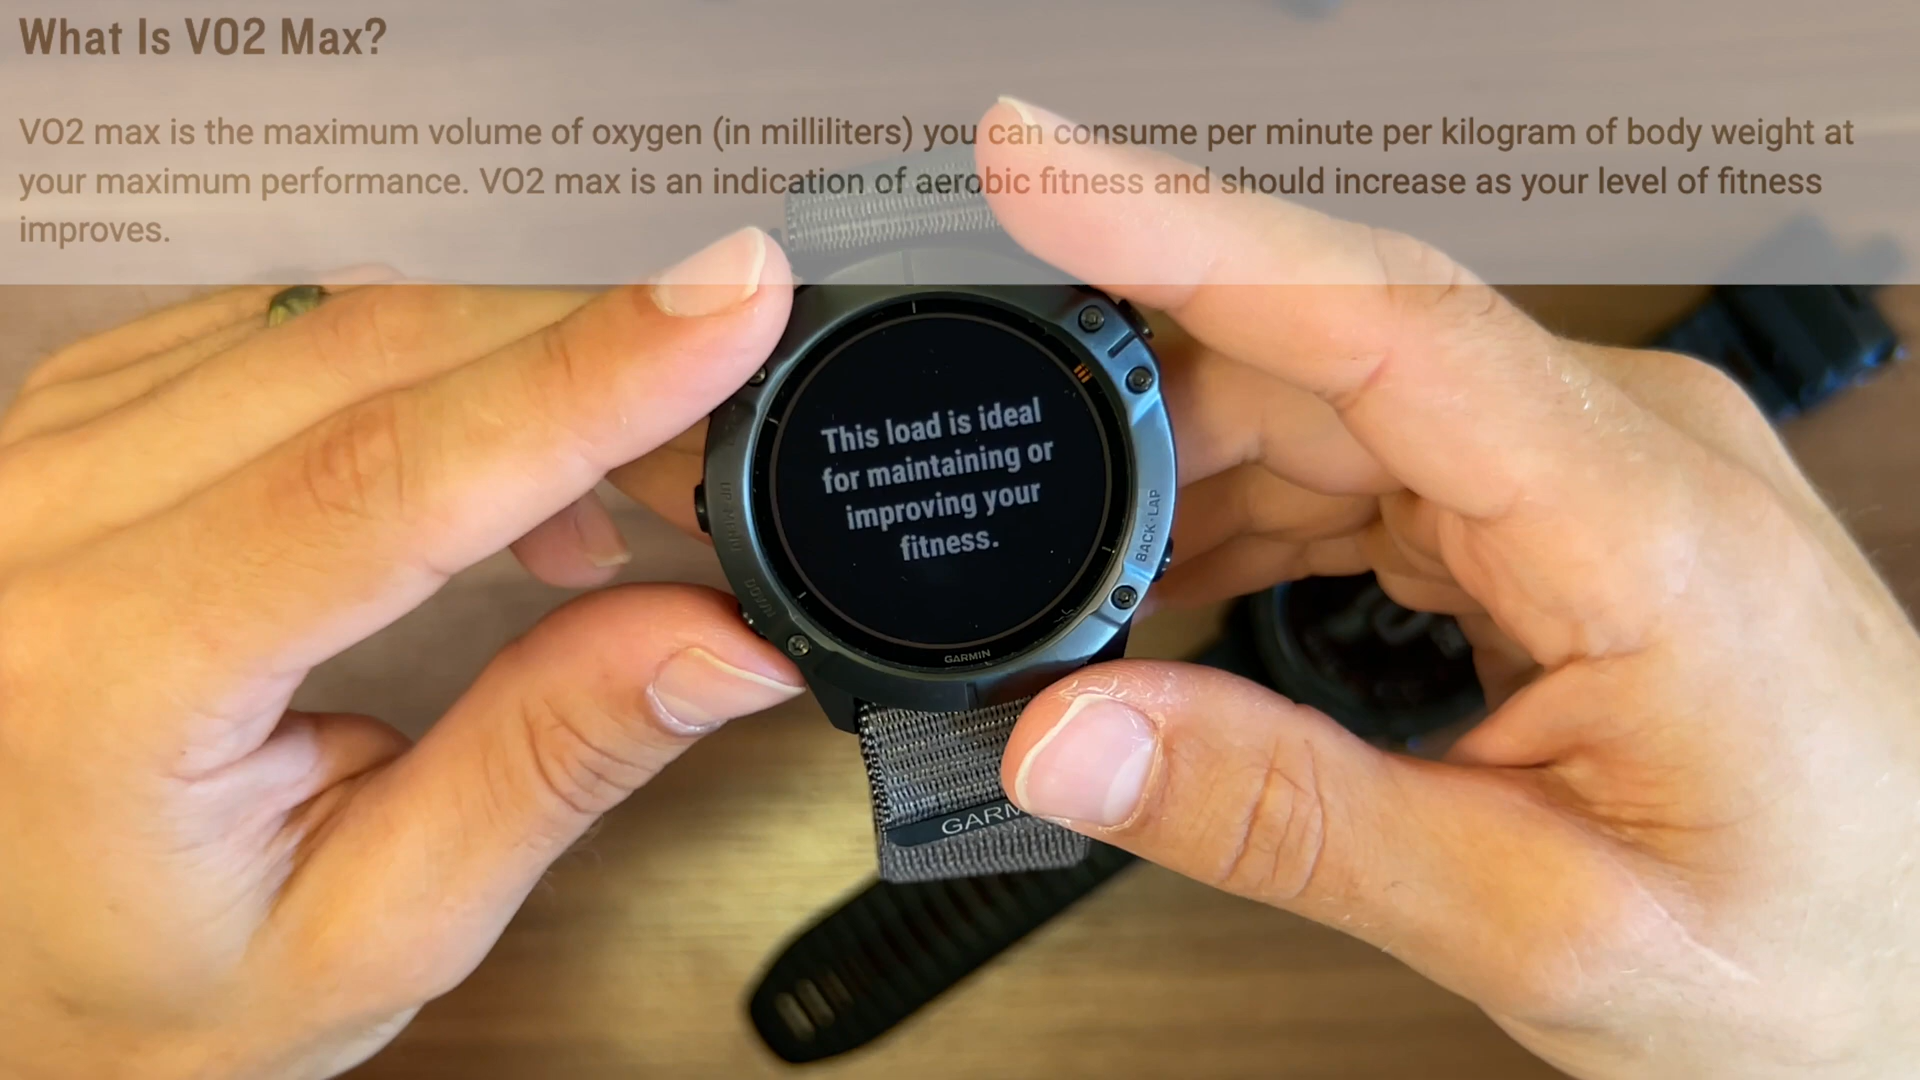 What Is VO2 Max?
VO2 max is the maximum volume of oxygen (in milliliters) you can consume per minute per kilogram of body weight at
your maximum performance. VO2 max is an indication of aerobic fitness and should increase as your level of fitness
improves.
This load is ideal
for maintaining or
improving your
fitness.
UP·MENU
DOWN
BACK·LAP
GARMIN
GARM